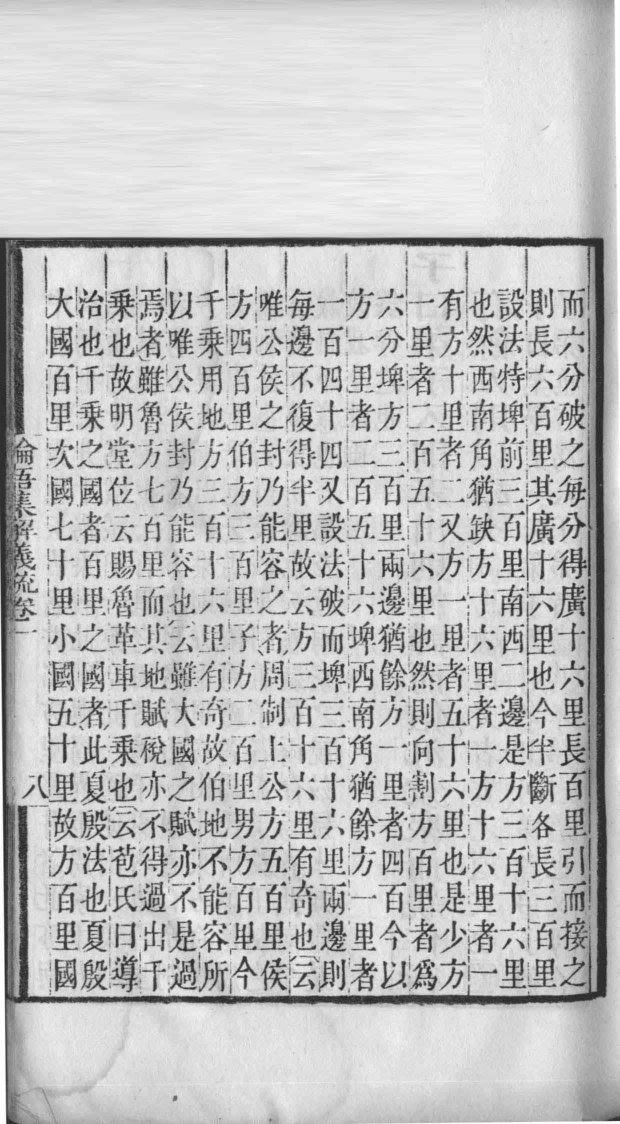 而六分破之每分得廣十六里長百里引而接之
則長六百里其廣十六里也今半斷各長三百里
設法特埤前三百里南西二邊是方三百十六里
也然西南角猶缺方十六里者一方十六里者一
有方十里者二又方一里者五十六里也是少方
一里者二百五十六里也然則向割方百里者爲
六分埤方三百里兩邊猶餘方一里者四百今以
方一里者二百五十六埤西南角猶餘方一里者
一百四十四又設法破而埤三百十六里兩邊則
每邊不復得半里故云方三百十六里有奇也云
唯公侯之封乃能容之者周制上公方五百里侯
方四百里伯方三百里子方二百里男方百里今
千乘用地方三百十六里有奇故伯地不能容所
以唯公侯封乃能容也云雖大國之賦亦不是過
焉者雖魯方七百里而其地賦稅亦不得過出千
乘也故明堂位云賜魯革車千乘也云苞氏曰導
治也千乘之國者百里之國者此夏殷法也夏殷
大國百里次國七十里小國五十里故方百里國
論語集解義疏卷一
八